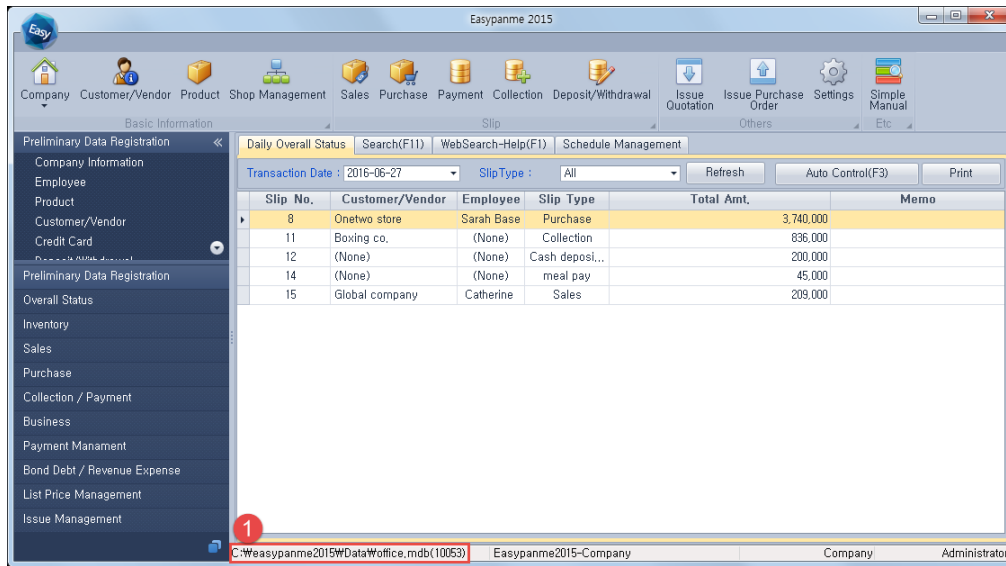 Easypanme 2015
Easy
Company Customer/Vendor Product Shop Management Sales Purchase Payment Collection Deposit/Withdrawal Issue Quotation Issue Purchase Order Settings Simple Manual
Basic Information Slip Others Etc
Preliminary Data Registration
Company Information
Employee
Product
Customer/Vendor
Credit Card
Preliminary Data Registration
Overall Status
Inventory
Sales
Purchase
Collection / Payment
Business
Payment Manament
Bond Debt / Revenue Expense
List Price Management
Issue Management
Daily Overall Status Search(F11) WebSearch-Help(F1) Schedule Management
Transaction Date : 2016-06-27 SlipType : All Refresh Auto Control(F3) Print
Slip No. Customer/Vendor Employee Slip Type Total Amt. Memo
8 Onetwo store Sarah Base Purchase 3,740,000
11 Boxing co. (None) Collection 836,000
12 (None) (None) Cash deposi... 200,000
14 (None) (None) meal pay 45,000
15 Global company Catherine Sales 209,000
1
C:₩easypanme2015₩Data₩office.mdb(10053) Easypanme2015-Company Company Administrator